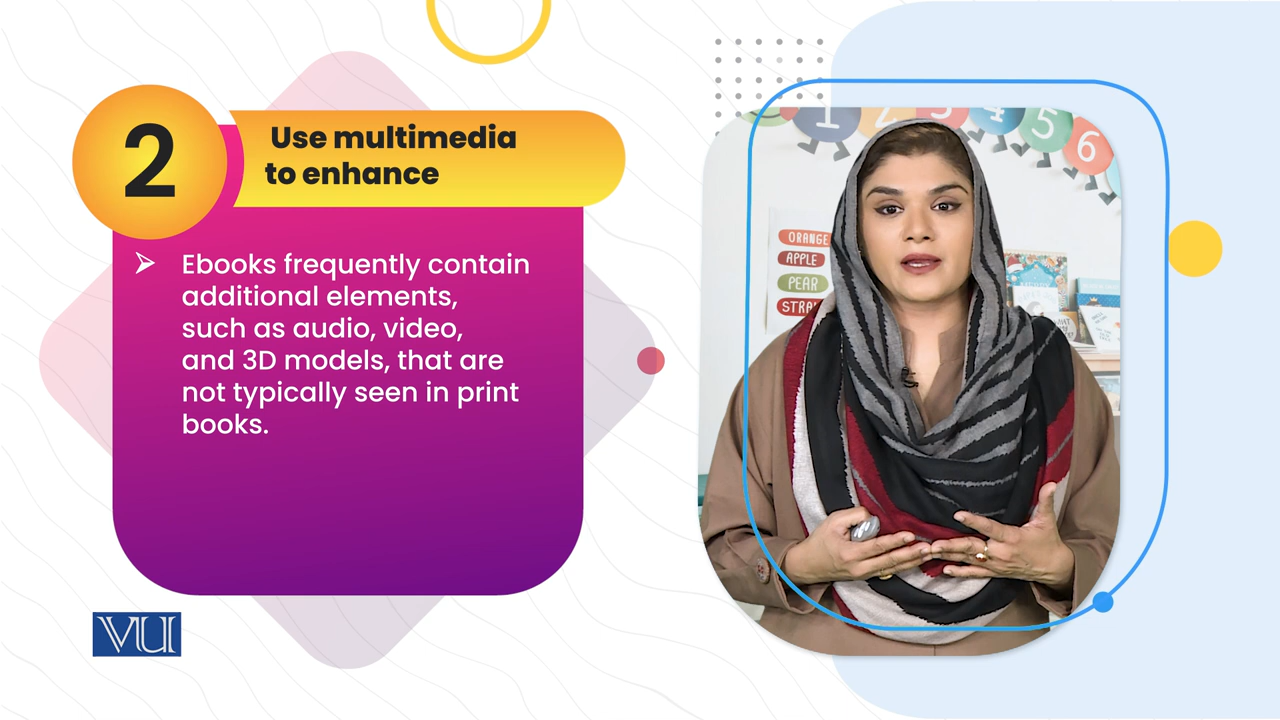 2
Use multimedia
to enhance
➢ Ebooks frequently contain
additional elements,
such as audio, video,
and 3D models, that are
not typically seen in print
books.
VU
1 2 3 4 5 6
ORANGE
APPLE
PEAR